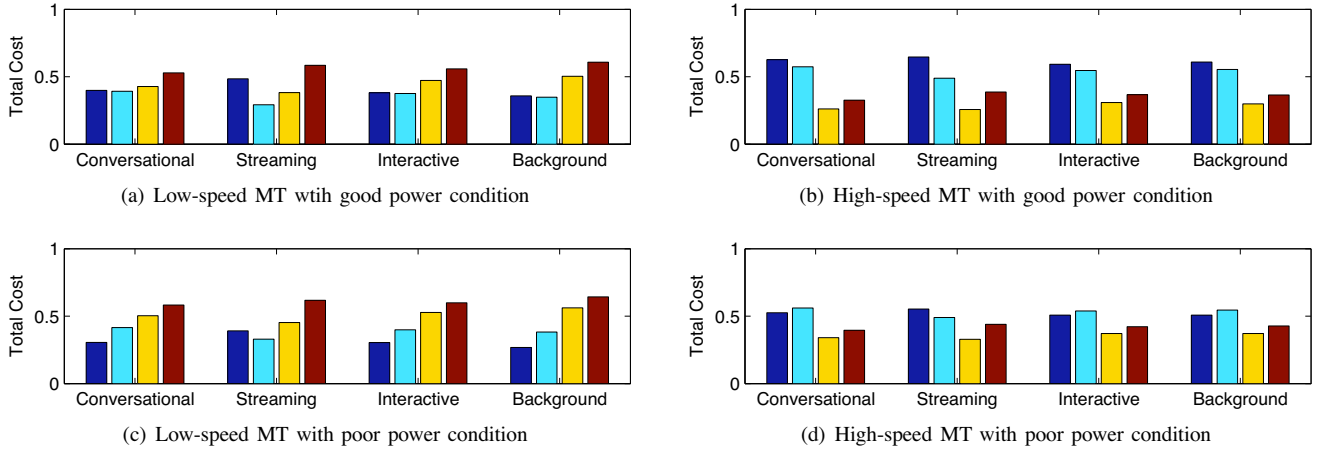 1
0.5
0
Total Cost
Conversational Streaming Interactive Background
(a) Low-speed MT wtih good power condition
1
0.5
0
Total Cost
Conversational Streaming Interactive Background
(b) High-speed MT with good power condition
1
0.5
0
Total Cost
Conversational Streaming Interactive Background
(c) Low-speed MT with poor power condition
1
0.5
0
Total Cost
Conversational Streaming Interactive Background
(d) High-speed MT with poor power condition